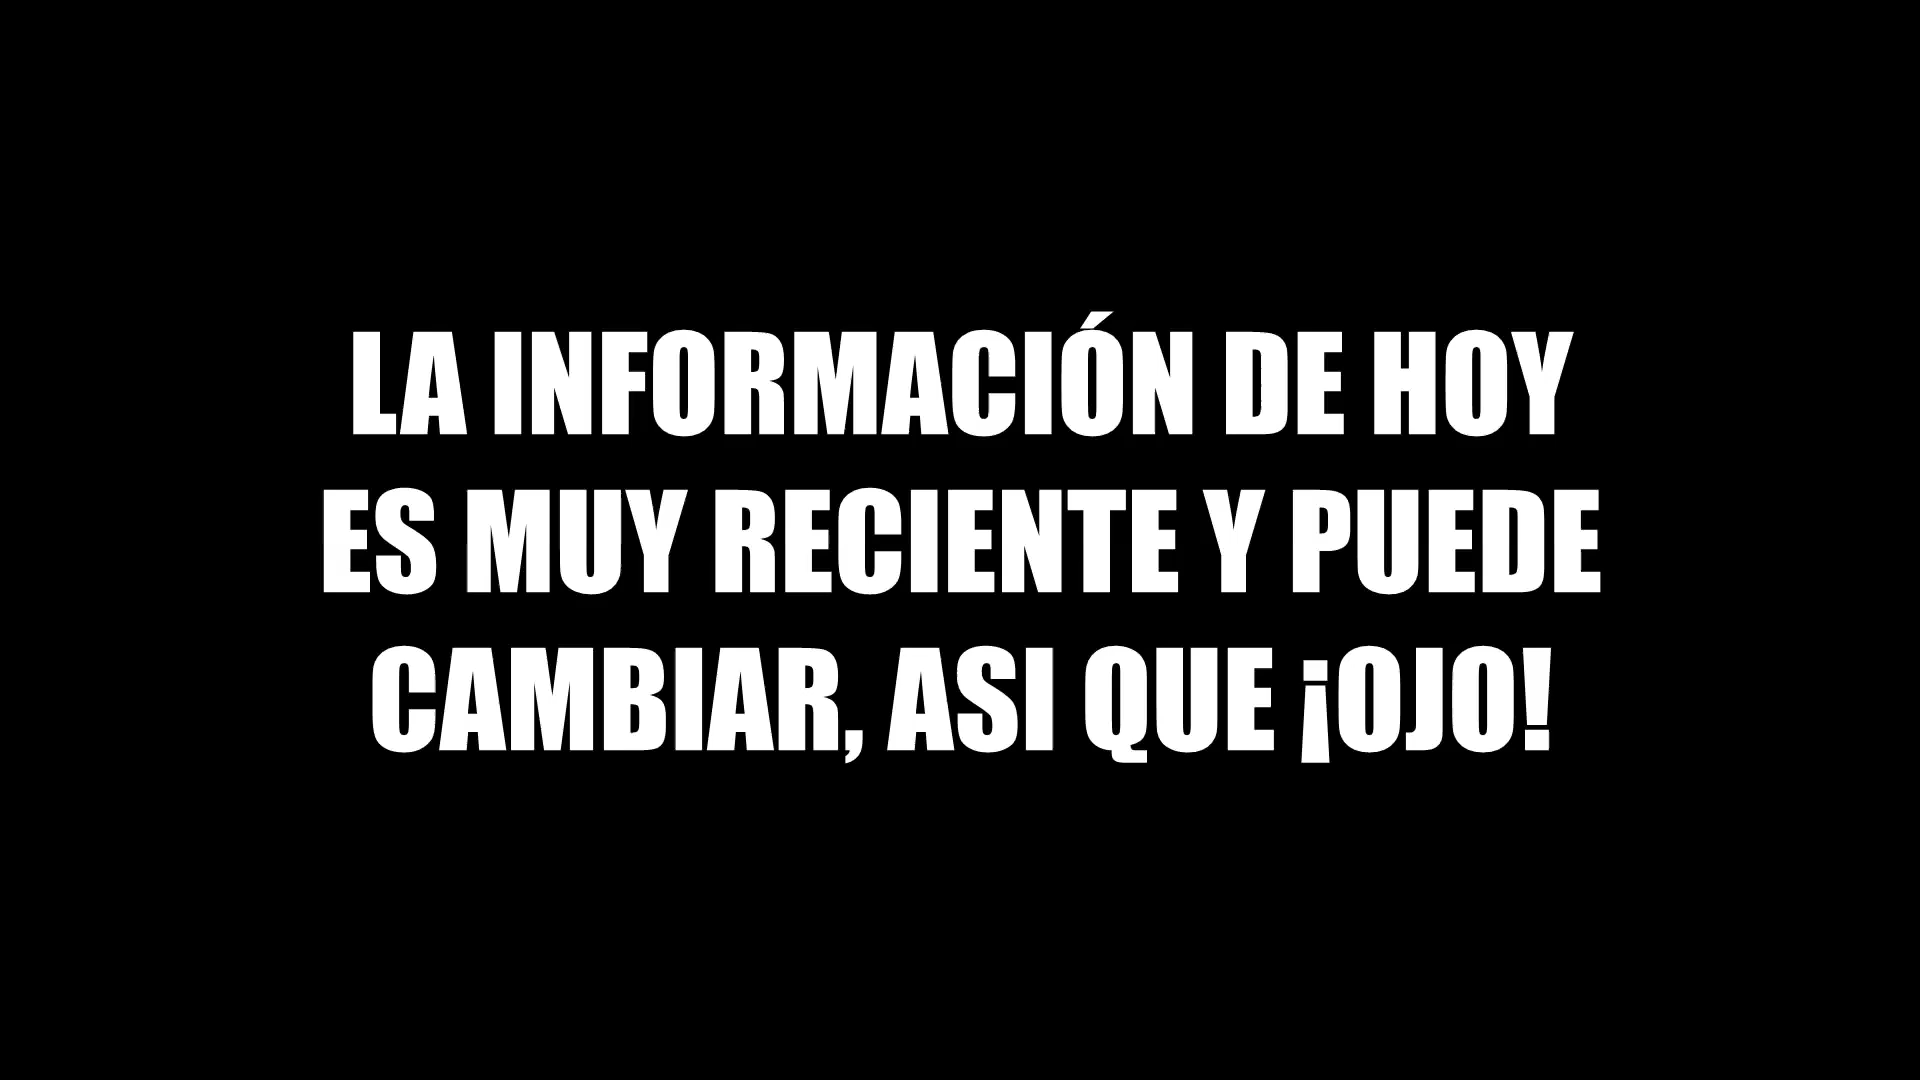 LA INFORMACIÓN DE HOY
ES MUY RECIENTE Y PUEDE
CAMBIAR, ASI QUE ¡OJO!